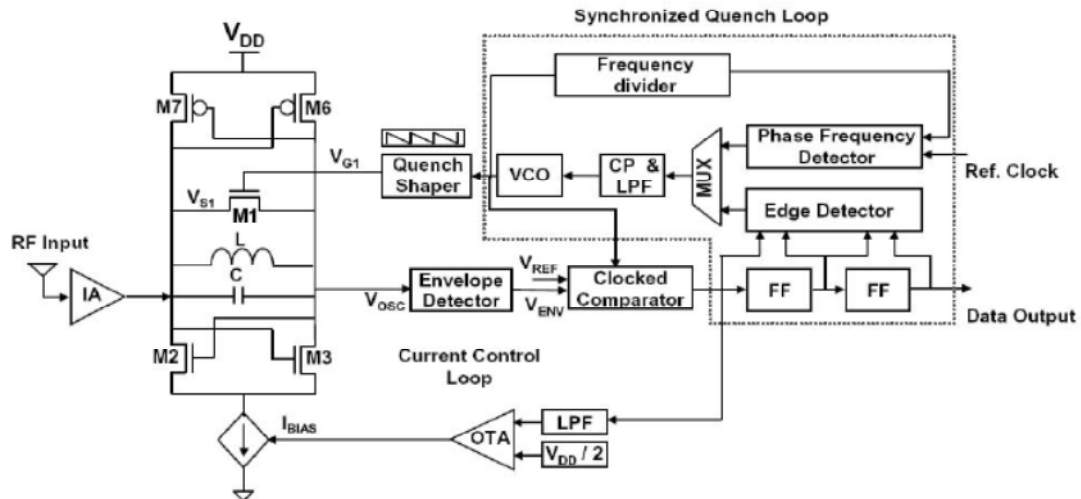 Synchronized Quench Loop
VDD
Frequency
divider
M7
M6
Phase Frequency
Detector
MUX
CP &
LPF
VCO
Quench
Shaper
VG1
Ref. Clock
VS1
M1
Edge Detector
L
RF Input
C
IA
VOSC
Envelope
Detector
VREF
VENV
Clocked
Comparator
FF
FF
Data Output
M2
M3
Current Control
Loop
IBIAS
OTA
LPF
VDD / 2